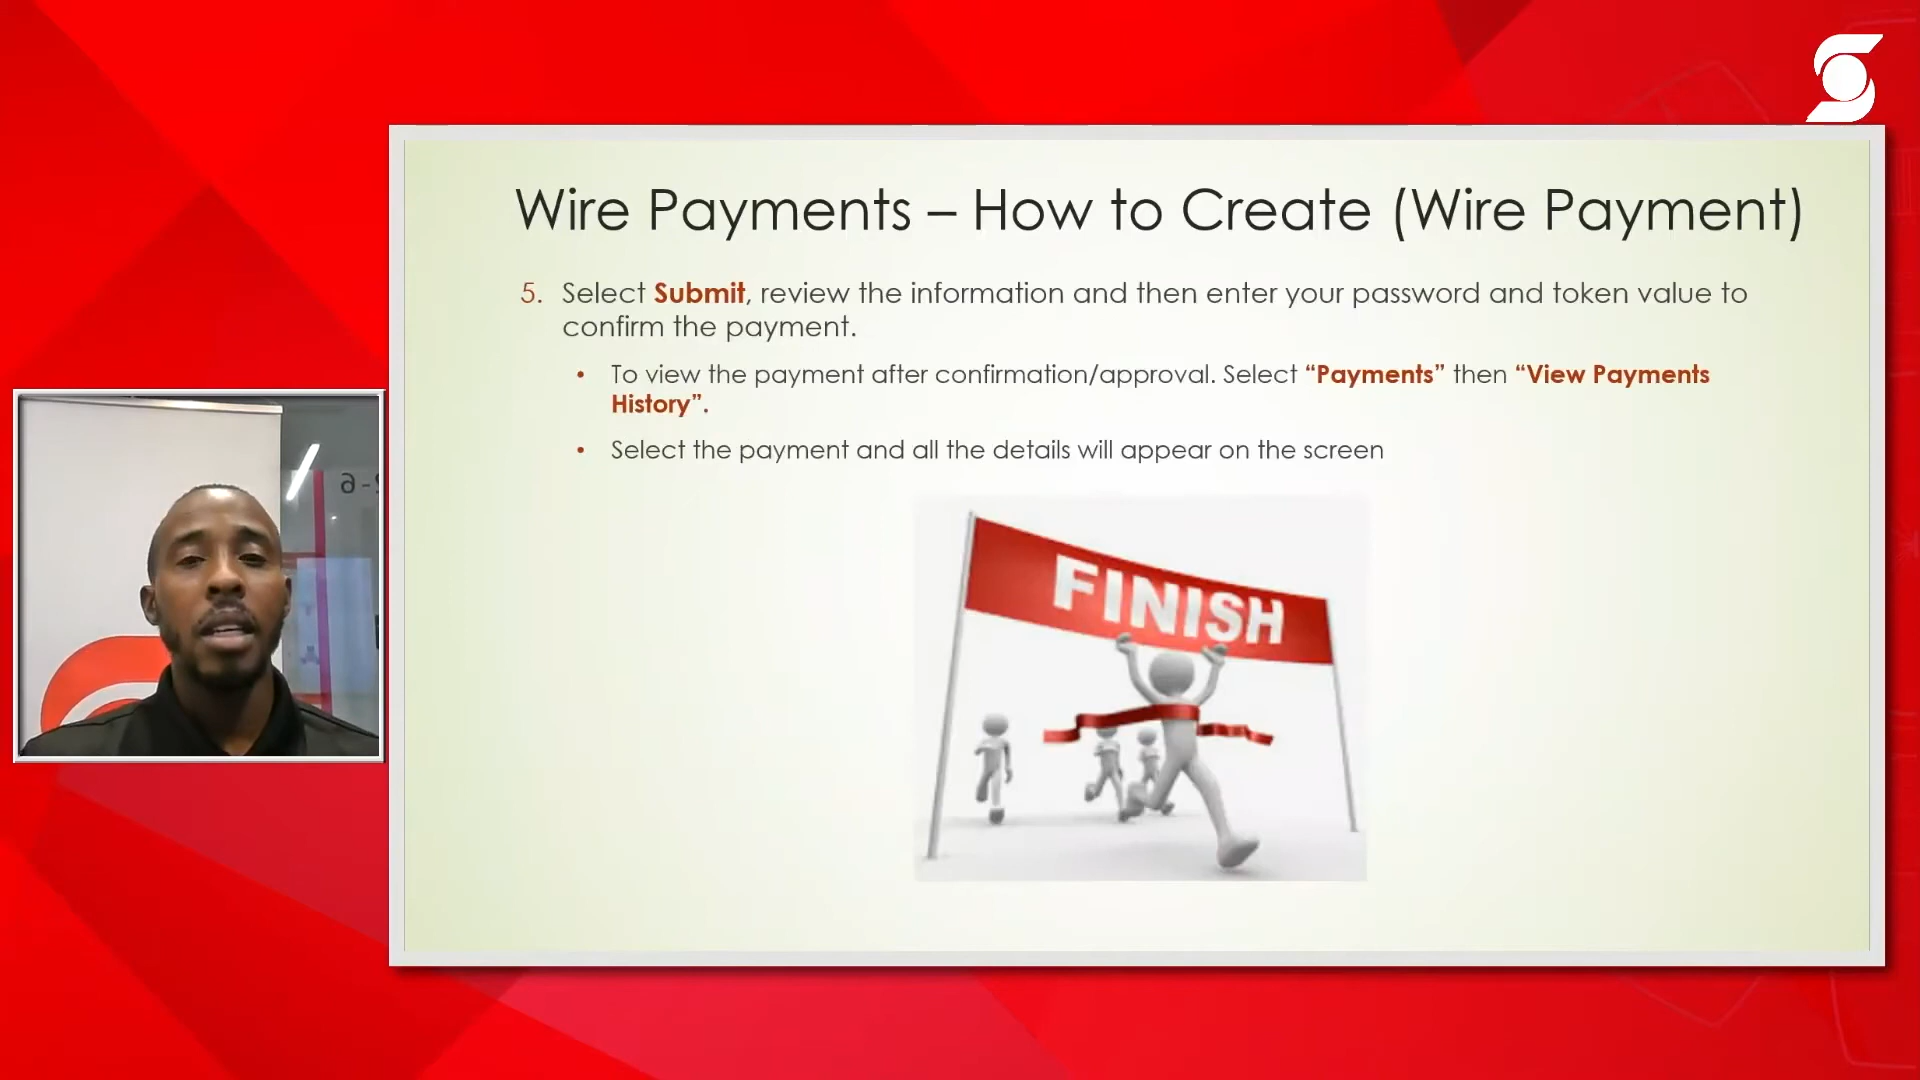 Wire Payments – How to Create (Wire Payment)
5. Select Submit, review the information and then enter your password and token value to
confirm the payment.
• To view the payment after confirmation/approval. Select “Payments” then “View Payments
History”.
• Select the payment and all the details will appear on the screen
FINISH